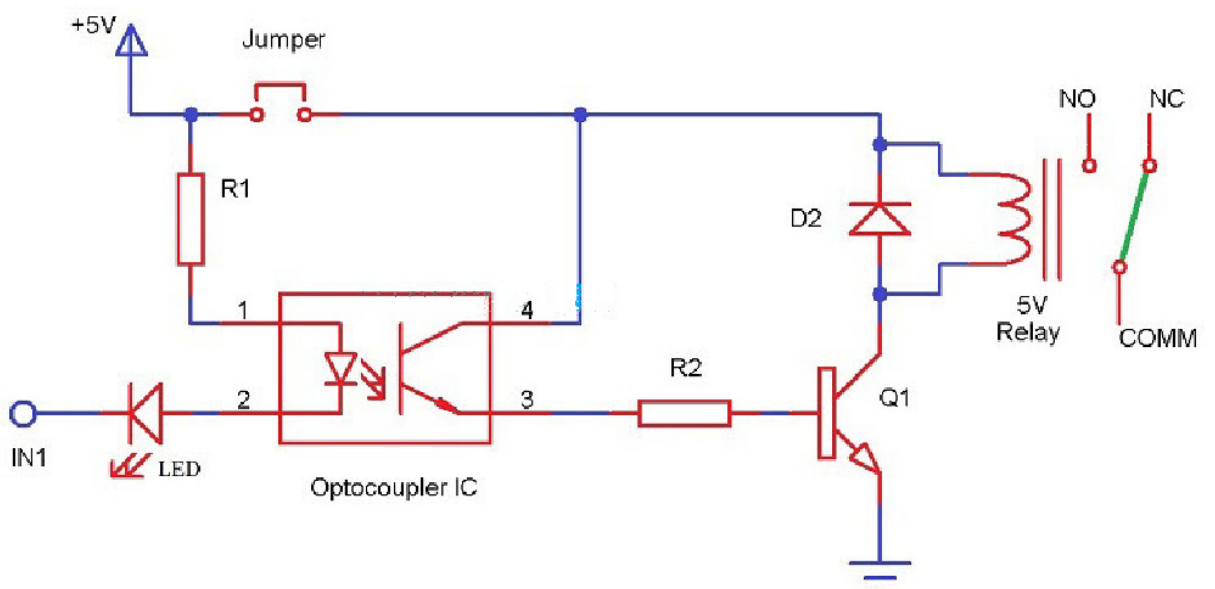 +5V
Jumper
NO
NC
R1
D2
1
4
5V
Relay
COMM
R2
Q1
2
3
IN1
LED
Optocoupler IC